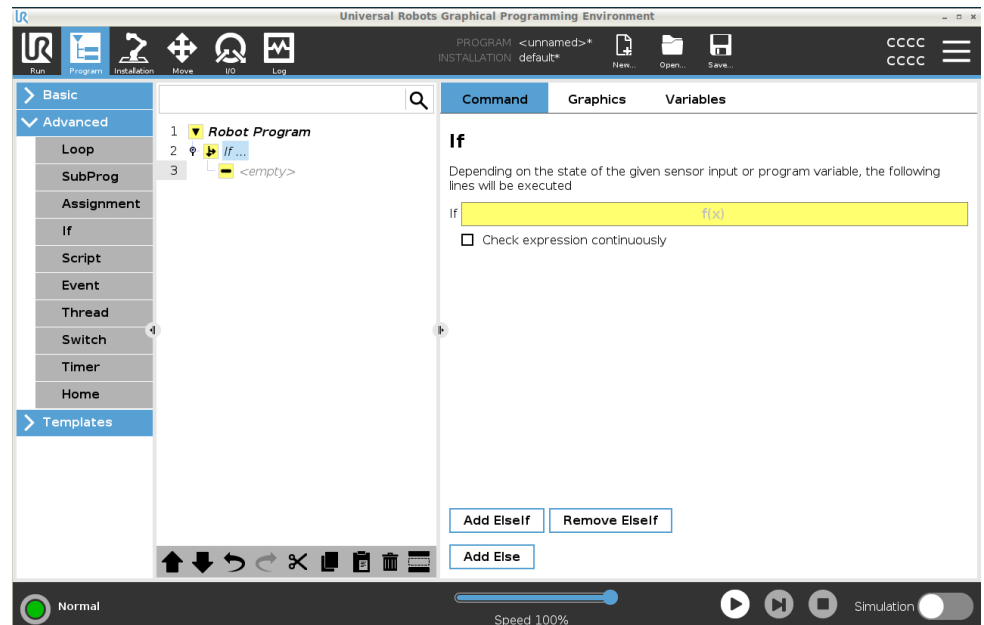 UR
Universal Robots Graphical Programming Environment
Run
Program
Installation
Move
I/O
Log
PROGRAM <unnamed>*
INSTALLATION default*
New...
Open...
Save...
CCCC
CCCC
Basic
Advanced
Loop
SubProg
Assignment
If
Script
Event
Thread
Switch
Timer
Home
Templates
1 Robot Program
2 If ...
3 <empty>
Command Graphics Variables
If
Depending on the state of the given sensor input or program variable, the following
lines will be executed
If f(x)
Check expression continuously
Add ElseIf Remove ElseIf
Add Else
Normal
Speed 100%
Simulation